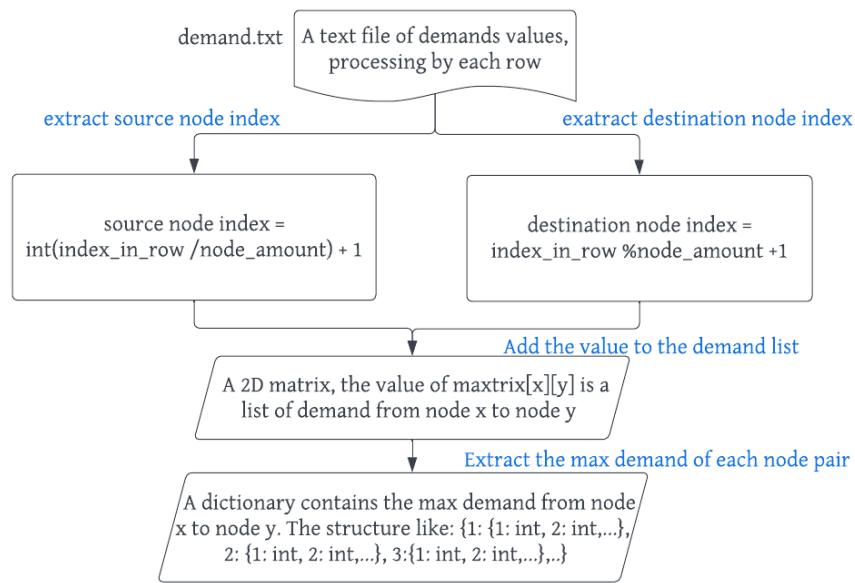 demand.txt
A text file of demands values,
processing by each row
extract source node index
exatract destination node index
source node index =
int(index_in_row /node_amount) + 1
destination node index =
index_in_row %node_amount +1
Add the value to the demand list
A 2D matrix, the value of maxtrix[x][y] is a
list of demand from node x to node y
Extract the max demand of each node pair
A dictionary contains the max demand from node
x to node y. The structure like: {1: {1: int, 2: int,...},
2: {1: int, 2: int,...}, 3:{1: int, 2: int,...},..}